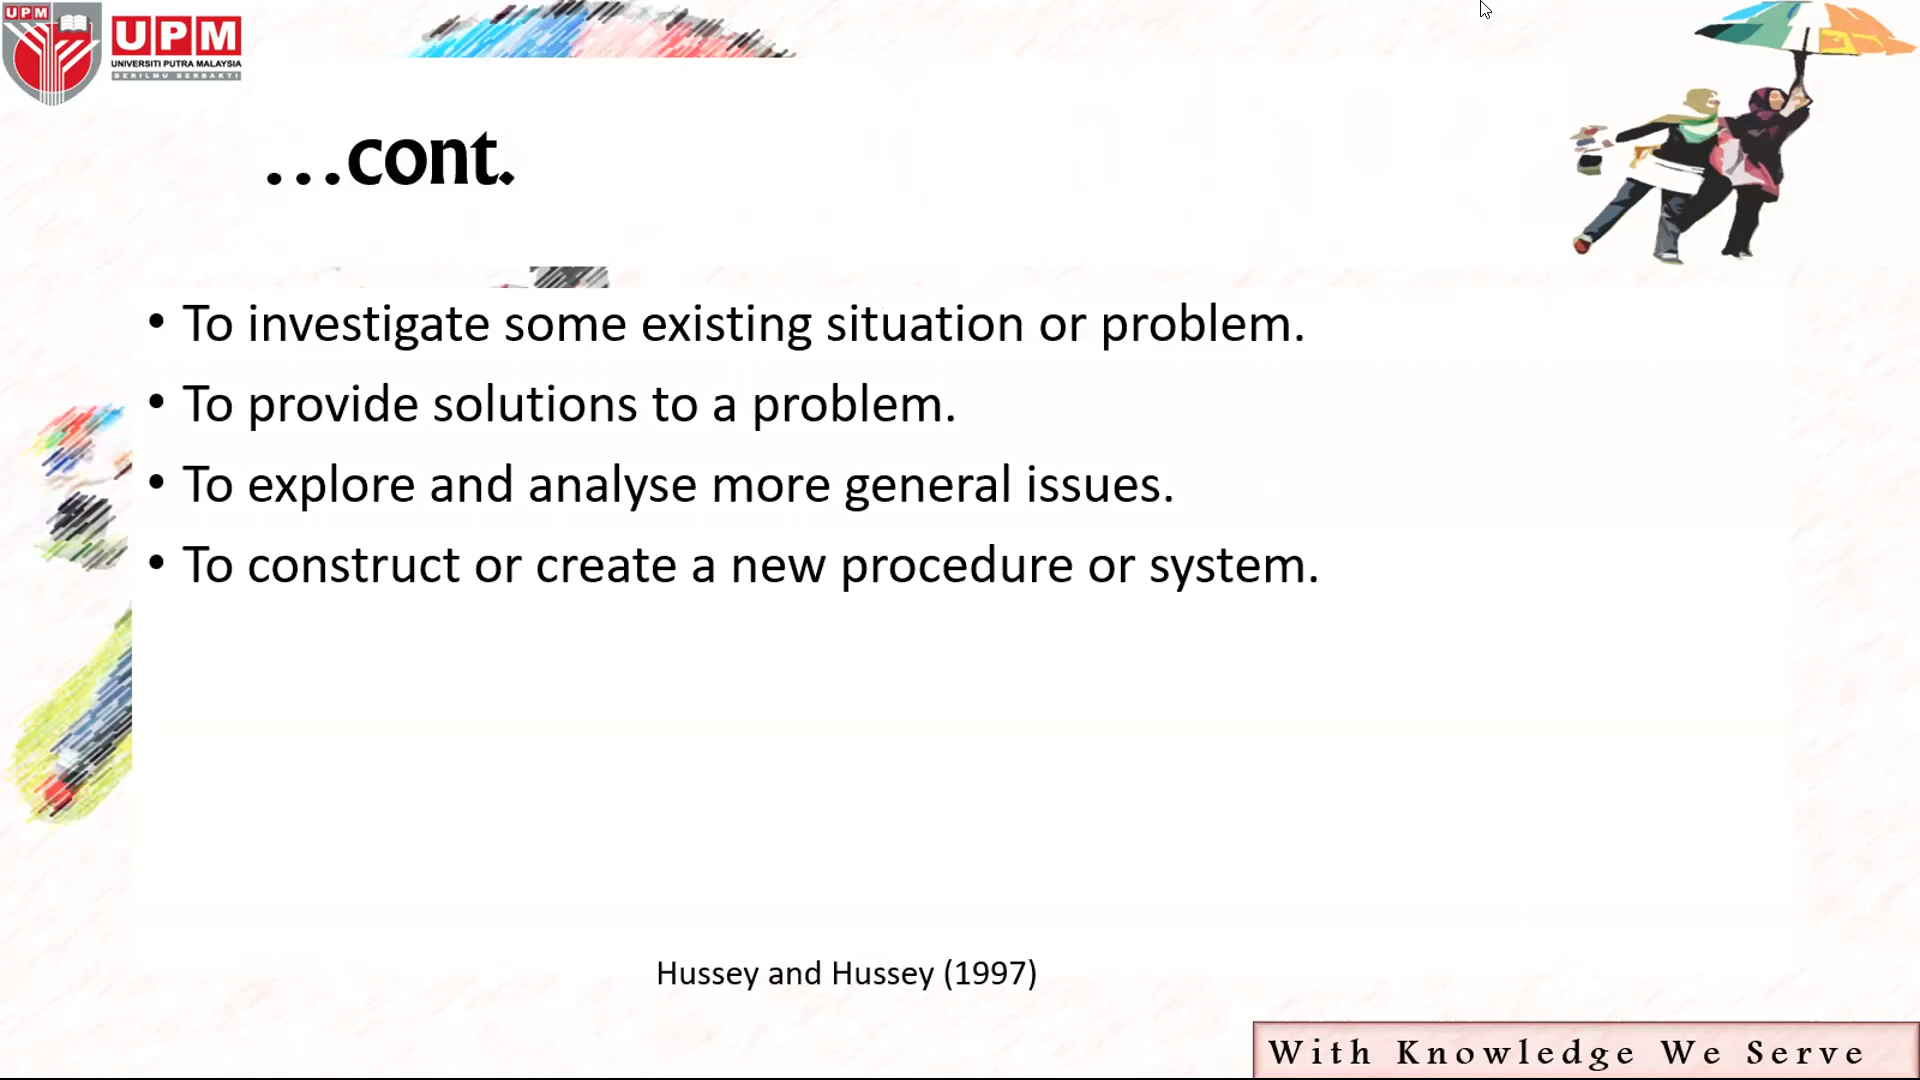 UPM
UPM
UNIVERSITI PUTRA MALAYSIA
BERILMU BERBAKTI
...cont.
• To investigate some existing situation or problem.
• To provide solutions to a problem.
• To explore and analyse more general issues.
• To construct or create a new procedure or system.
Hussey and Hussey (1997)
With Knowledge We Serve